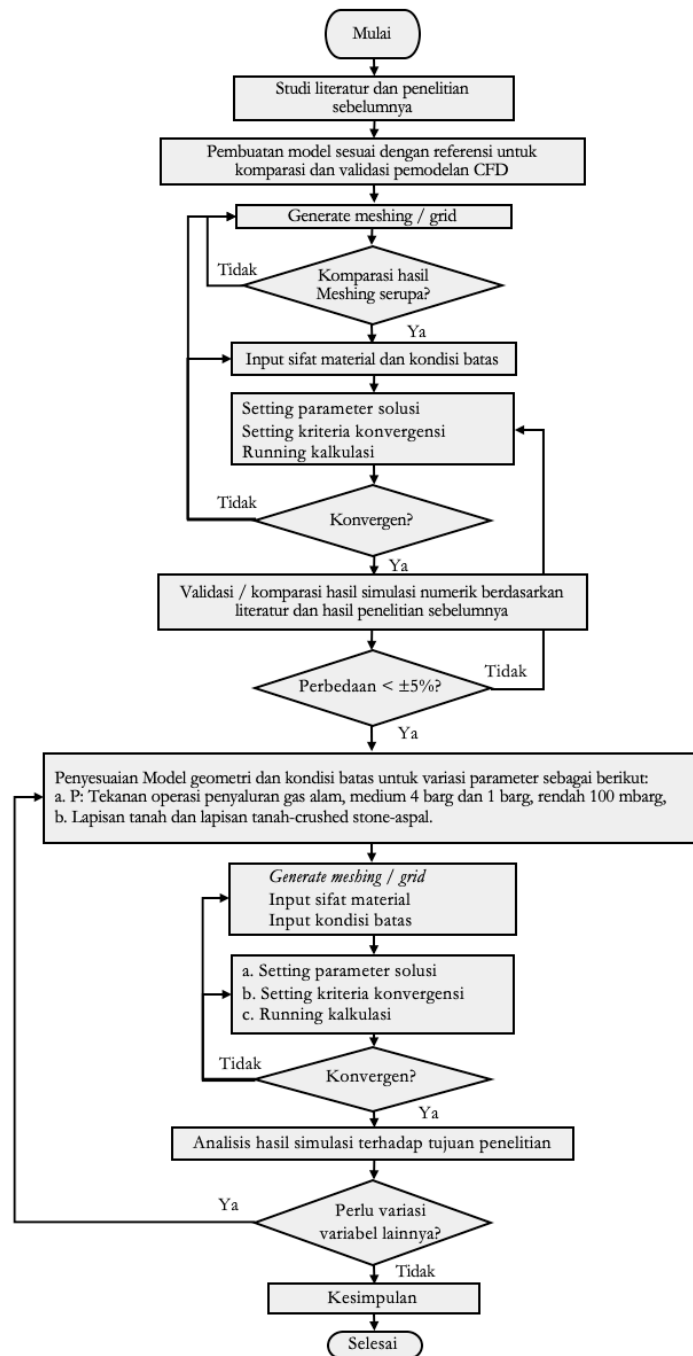 Mulai
Studi literatur dan penelitian
sebelumnya
Pembuatan model sesuai dengan referensi untuk
komparasi dan validasi pemodelan CFD
Generate meshing / grid
Tidak
Komparasi hasil
Meshing serupa?
Ya
Input sifat material dan kondisi batas
Setting parameter solusi
Setting kriteria konvergensi
Running kalkulasi
Tidak
Konvergen?
Ya
Validasi / komparasi hasil simulasi numerik berdasarkan
literatur dan hasil penelitian sebelumnya
Tidak
Perbedaan < ±5%?
Ya
Penyesuaian Model geometri dan kondisi batas untuk variasi parameter sebagai berikut:
a. P: Tekanan operasi penyaluran gas alam, medium 4 barg dan 1 barg, rendah 100 mbarg,
b. Lapisan tanah dan lapisan tanah-crushed stone-aspal.
Generate meshing / grid
Input sifat material
Input kondisi batas
a. Setting parameter solusi
b. Setting kriteria konvergensi
c. Running kalkulasi
Tidak
Konvergen?
Ya
Analisis hasil simulasi terhadap tujuan penelitian
Ya
Perlu variasi
variabel lainnya?
Tidak
Kesimpulan
Selesai